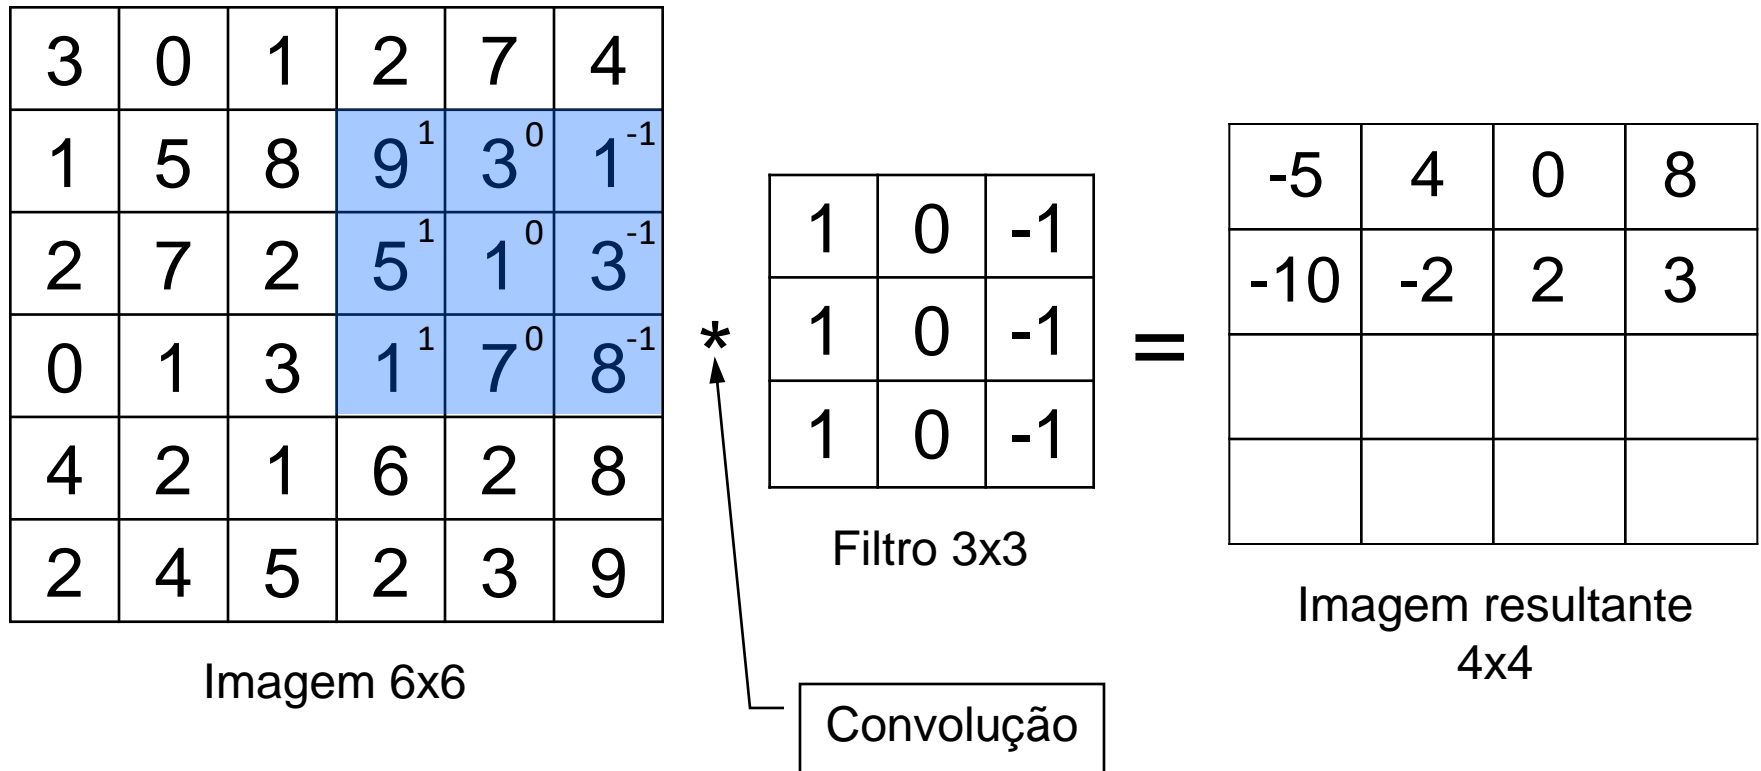 3 0 1 2 7 4
1 5 8 9 1 3 0 1 -1
2 7 2 5 1 1 0 3 -1
0 1 3 1 1 7 0 8 -1
4 2 1 6 2 8
2 4 5 2 3 9
Imagem 6x6
*
1 0 -1
1 0 -1
1 0 -1
Filtro 3x3
Convolução
=
-5 4 0 8
-10 -2 2 3
Imagem resultante
4x4